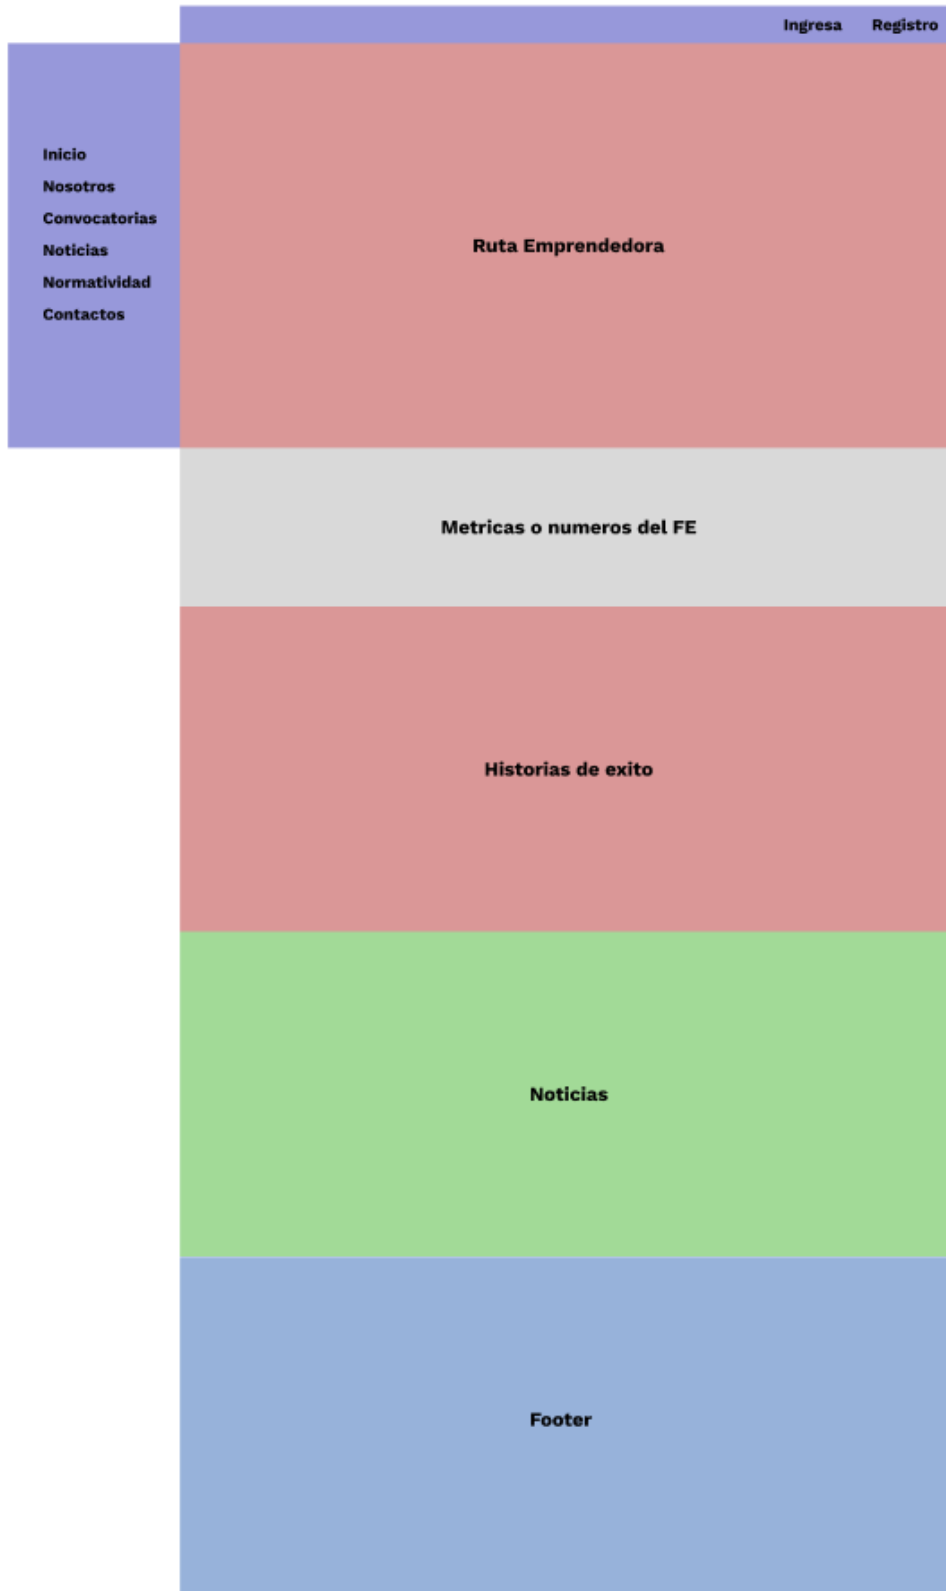 Ingresa Registro
Inicio
Nosotros
Convocatorias
Noticias
Normatividad
Contactos
Ruta Emprendedora
Metricas o numeros del FE
Historias de exito
Noticias
Footer